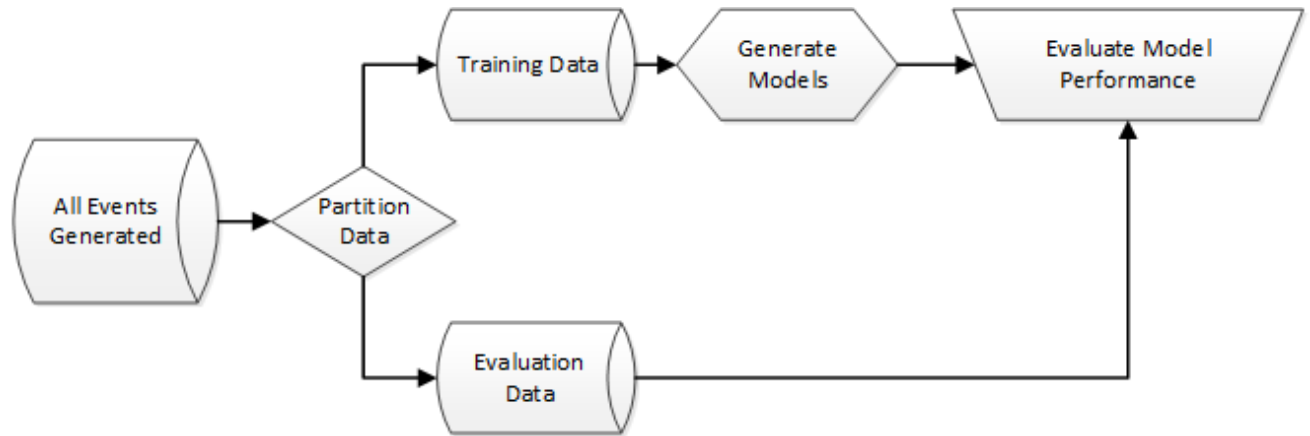 All Events
Generated
Partition
Data
Training Data
Generate
Models
Evaluate Model
Performance
Evaluation
Data